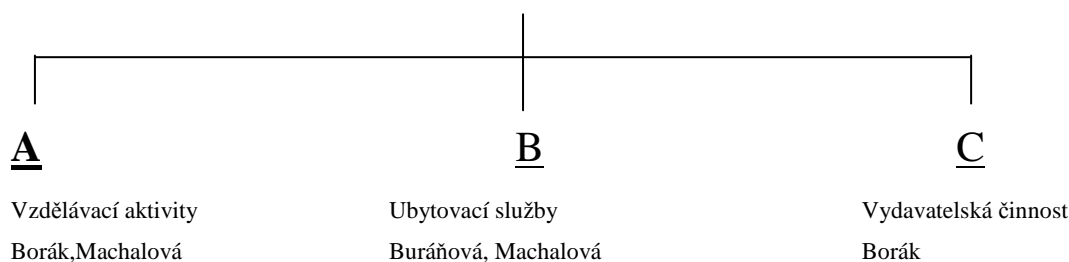 A B C
Vzdělávací aktivity Ubytovací služby Vydavatelská činnost
Borák,Machalová Buráňová, Machalová Borák